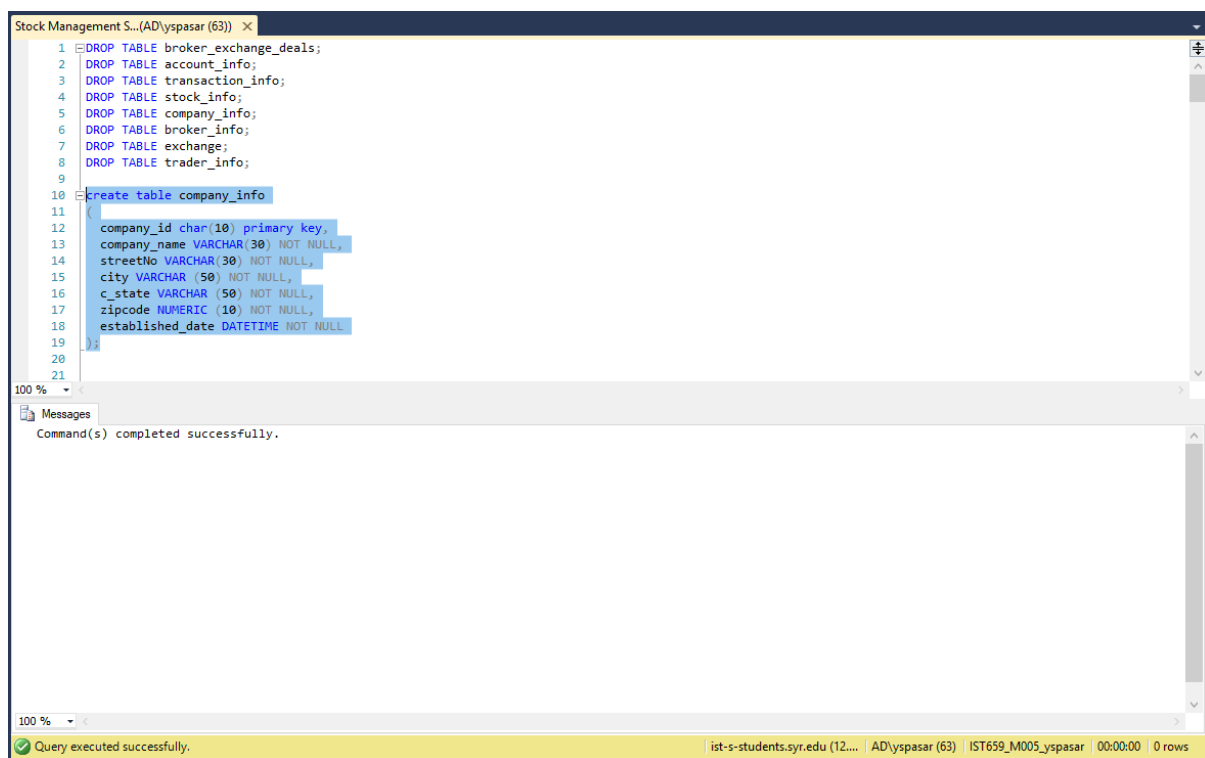 Stock Management S...(AD\yspasar (63))
1 DROP TABLE broker_exchange_deals;
2 DROP TABLE account_info;
3 DROP TABLE transaction_info;
4 DROP TABLE stock_info;
5 DROP TABLE company_info;
6 DROP TABLE broker_info;
7 DROP TABLE exchange;
8 DROP TABLE trader_info;
9
10 create table company_info
11 (
12 company_id char(10) primary key,
13 company_name VARCHAR(30) NOT NULL,
14 streetNo VARCHAR(30) NOT NULL,
15 city VARCHAR (50) NOT NULL,
16 c_state VARCHAR (50) NOT NULL,
17 zipcode NUMERIC (10) NOT NULL,
18 established_date DATETIME NOT NULL
19 );
20
21
100 %
Messages
Command(s) completed successfully.
100 %
Query executed successfully. ist-s-students.syr.edu (12.... AD\yspasar (63) IST659_M005_yspasar 00:00:00 0 rows